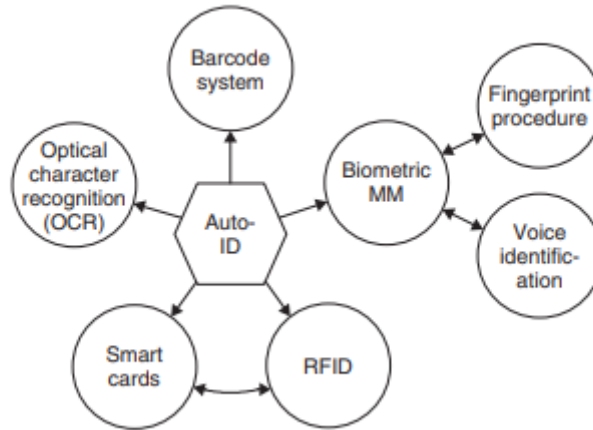 Barcode
system
Fingerprint
procedure
Optical
character
recognition
(OCR)
Biometric
MM
Auto-
ID
Voice
identific-
ation
Smart
cards
RFID